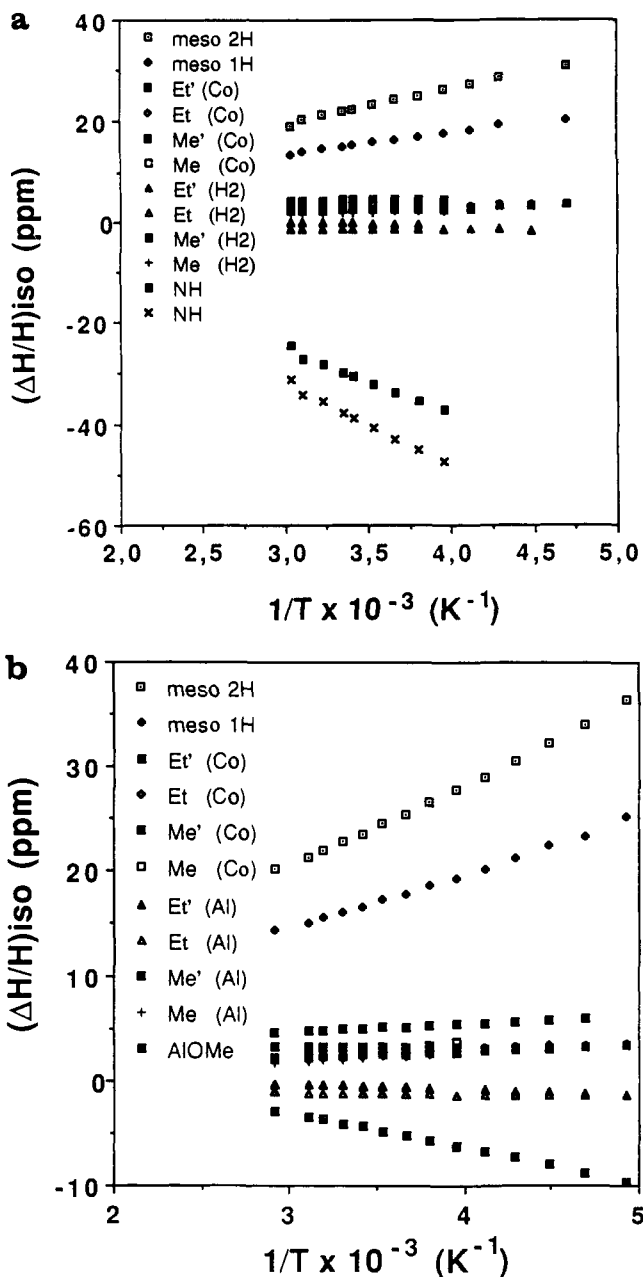 a
(ΔH/H)iso (ppm)
40
20
0
-20
-40
-60
meso 2H
meso 1H
Et' (Co)
Et (Co)
Me' (Co)
Me (Co)
Et' (H2)
Et (H2)
Me' (H2)
Me (H2)
NH
NH
2,0 2,5 3,0 3,5 4,0 4,5 5,0
1/T x 10⁻³ (K⁻¹)
b
(ΔH/H)iso (ppm)
40
30
20
10
0
-10
meso 2H
meso 1H
Et' (Co)
Et (Co)
Me' (Co)
Me (Co)
Et' (Al)
Et (Al)
Me' (Al)
Me (Al)
AlOMe
2 3 4 5
1/T x 10⁻³ (K⁻¹)